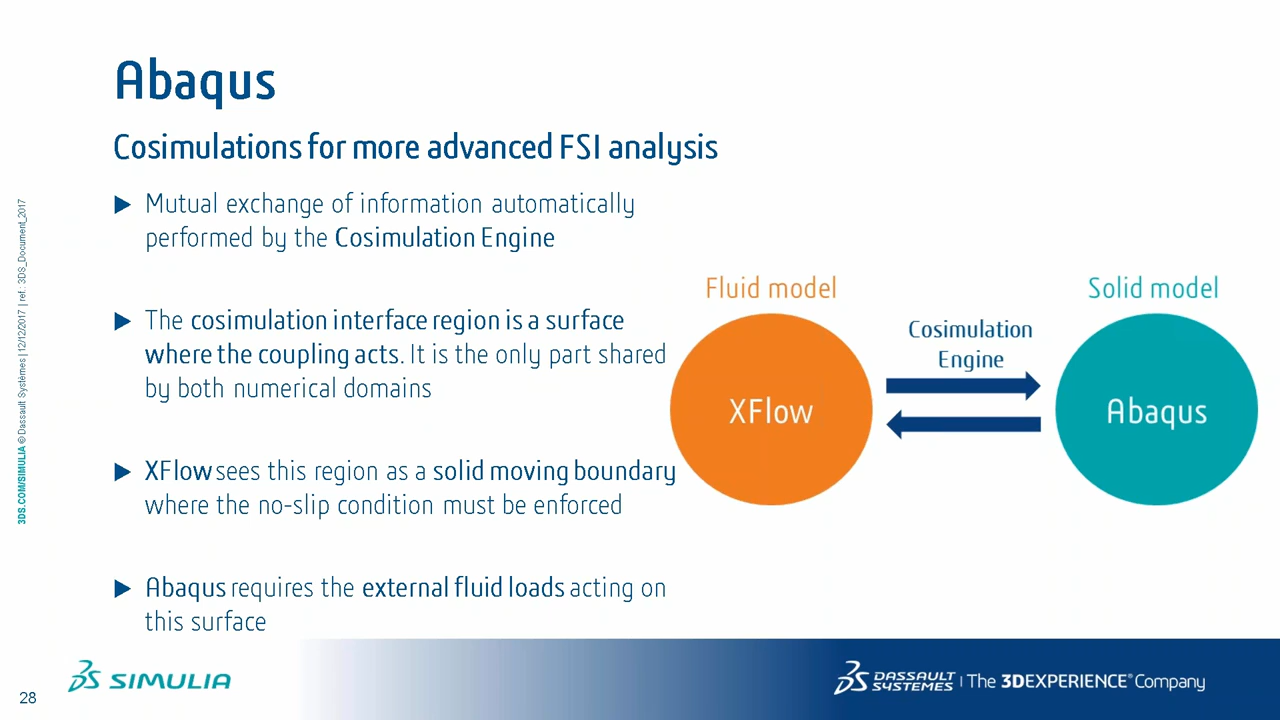 Abaqus
Cosimulations for more advanced FSI analysis
Mutual exchange of information automatically
performed by the Cosimulation Engine
The cosimulation interface region is a surface
where the coupling acts. It is the only part shared
by both numerical domains
XFlow sees this region as a solid moving boundary
where the no-slip condition must be enforced
Abaqus requires the external fluid loads acting on
this surface
Fluid model
XFlow
Cosimulation
Engine
Solid model
Abaqus
3DS.COM/SIMULIA © Dassault Systèmes | 12/12/2017 | ref.: 3DS_Document_2017
28
SIMULIA
DASSAULT
SYSTEMES | The 3DEXPERIENCE® Company